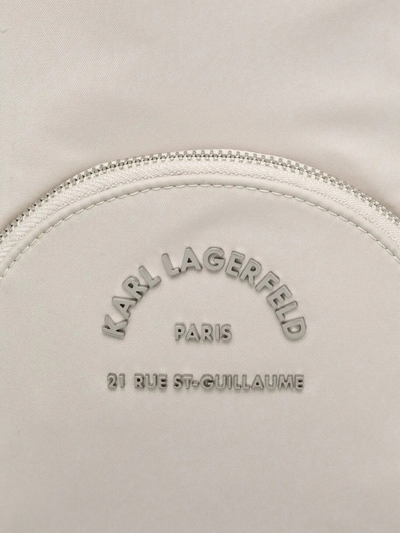 KARL LAGERFELD
PARIS
21 RUE ST-GUILLAUME